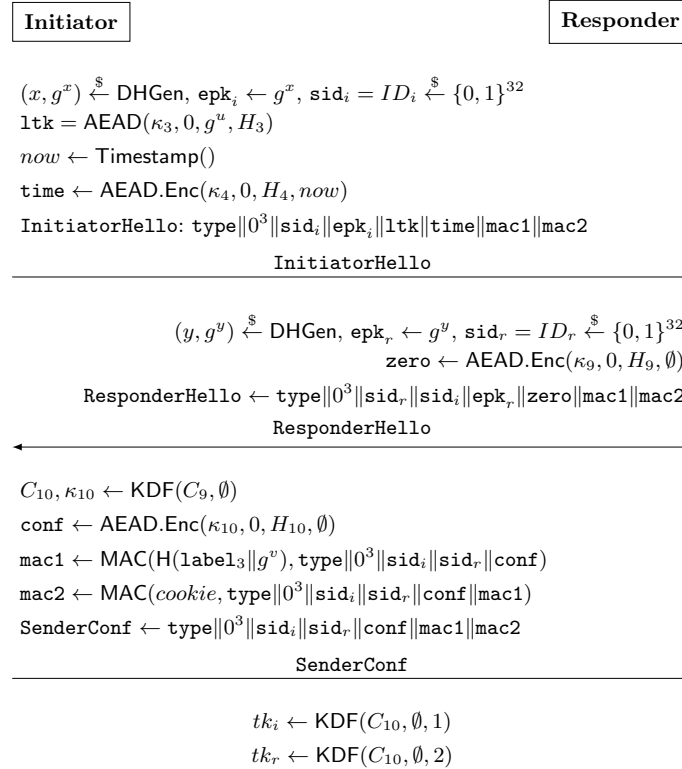 Initiator
Responder
(x, g^x) ←$ DHGen, epk_i ← g^x, sid_i = ID_i ←$ {0, 1}^32
ltk = AEAD(κ_3, 0, g^u, H_3)
now ← Timestamp()
time ← AEAD.Enc(κ_4, 0, H_4, now)
InitiatorHello: type‖0^3‖sid_i‖epk_i‖ltk‖time‖mac1‖mac2
InitiatorHello
(y, g^y) ←$ DHGen, epk_r ← g^y, sid_r = ID_r ←$ {0, 1}^32
zero ← AEAD.Enc(κ_9, 0, H_9, ∅)
ResponderHello ← type‖0^3‖sid_r‖sid_i‖epk_r‖zero‖mac1‖mac2
ResponderHello
C_10, κ_10 ← KDF(C_9, ∅)
conf ← AEAD.Enc(κ_10, 0, H_10, ∅)
mac1 ← MAC(H(label_3‖g^v), type‖0^3‖sid_i‖sid_r‖conf)
mac2 ← MAC(cookie, type‖0^3‖sid_i‖sid_r‖conf‖mac1)
SenderConf ← type‖0^3‖sid_i‖sid_r‖conf‖mac1‖mac2
SenderConf
tk_i ← KDF(C_10, ∅, 1)
tk_r ← KDF(C_10, ∅, 2)